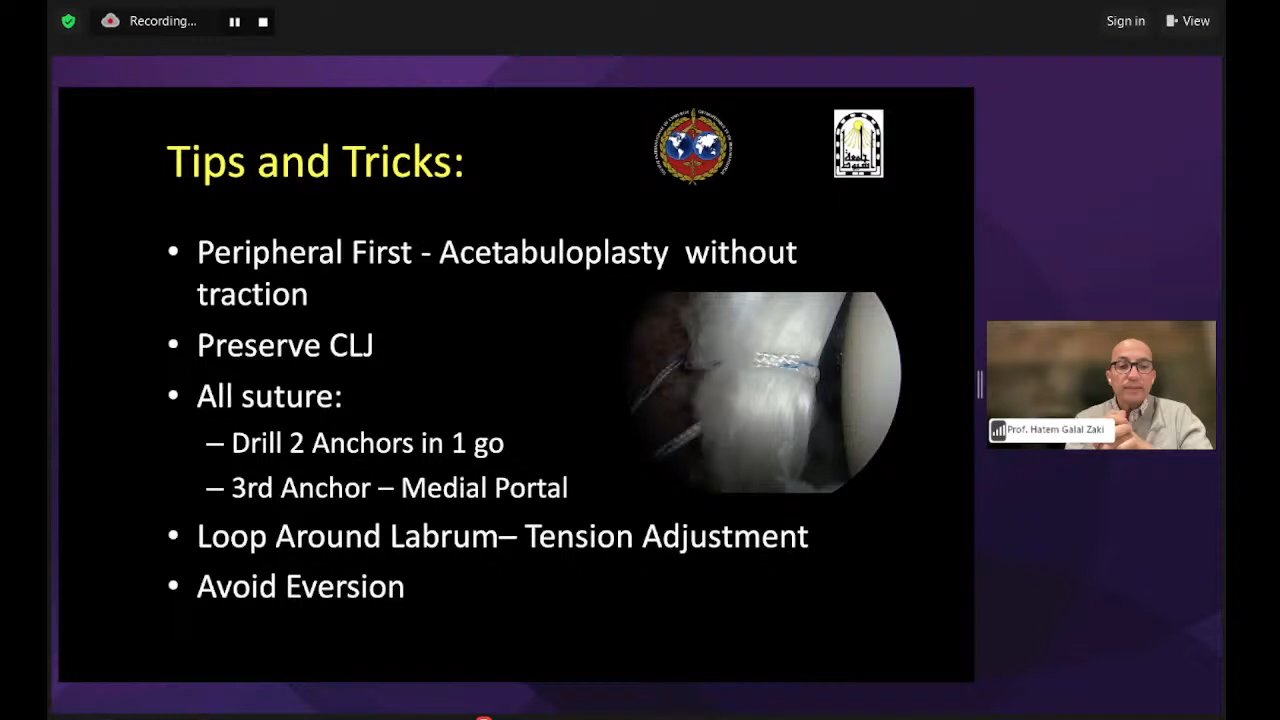 Recording...
Sign in
View
Tips and Tricks:
• Peripheral First - Acetabuloplasty without
traction
• Preserve CLJ
• All suture:
– Drill 2 Anchors in 1 go
– 3rd Anchor – Medial Portal
• Loop Around Labrum– Tension Adjustment
• Avoid Eversion
Prof. Hatem Galal Zaki